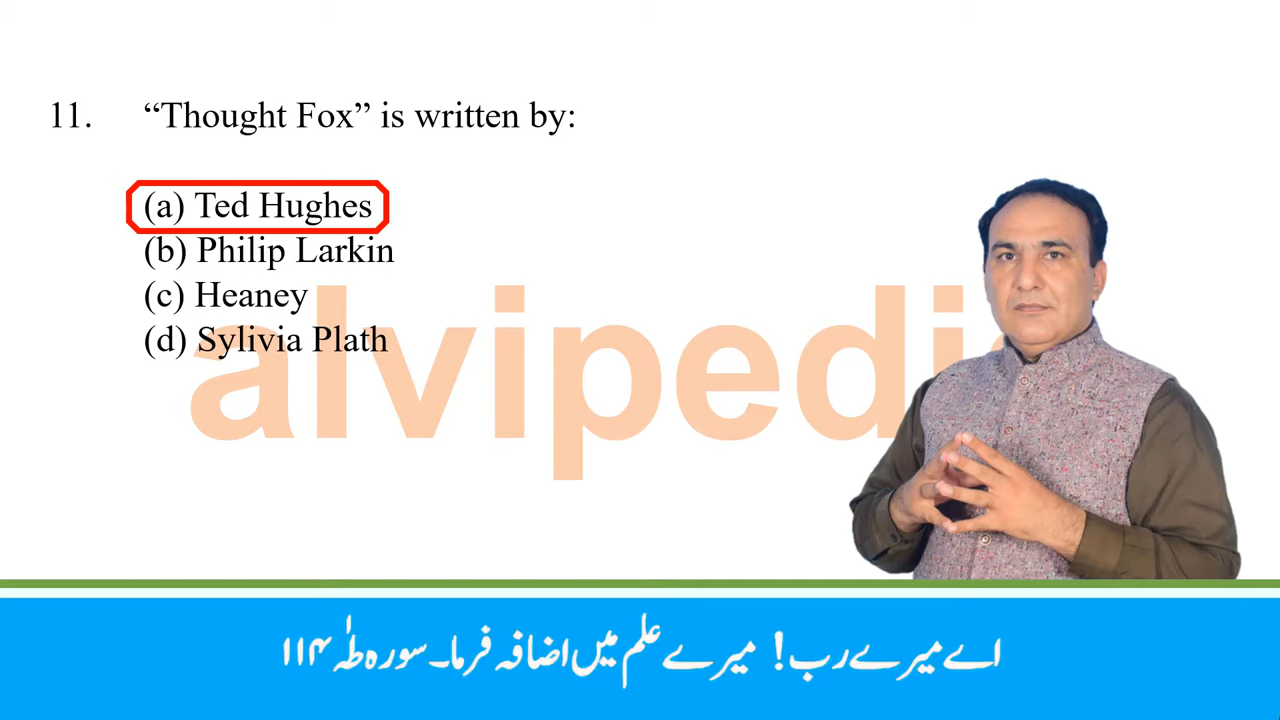 11. “Thought Fox” is written by:
(a) Ted Hughes
(b) Philip Larkin
(c) Heaney
(d) Sylivia Plath
alvipedi
اے میرے رب! میرے علم میں اضافہ فرما۔ سورہ طہٰ ۱۱۴